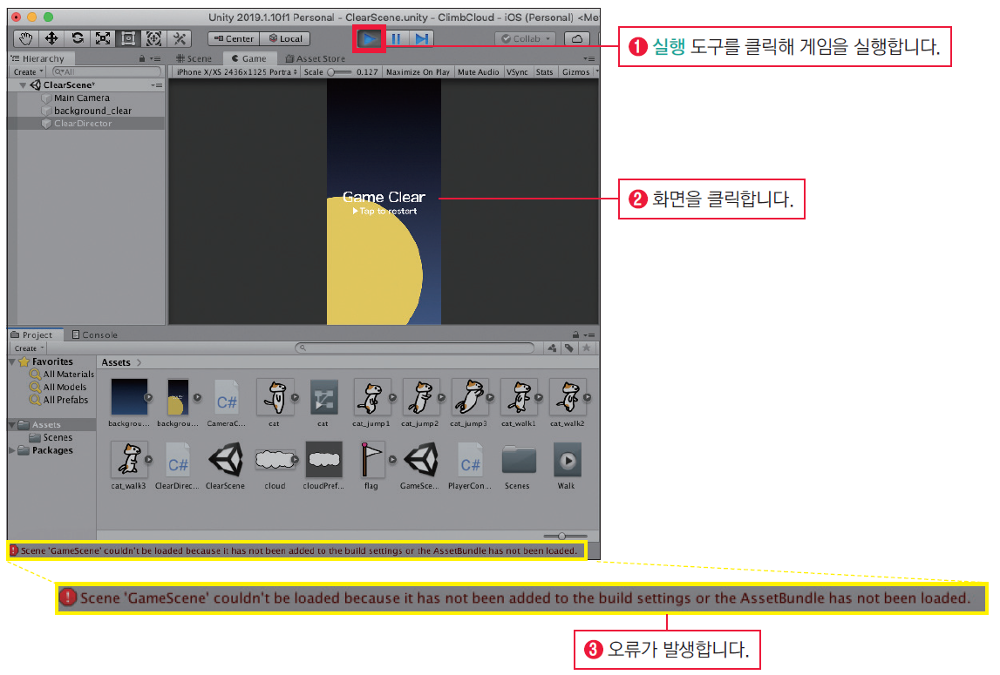 Unity 2019.1.10f1 Personal - ClearScene.unity - ClimbCloud - iOS (Personal) <Me
Center Local Collab
❶ 실행 도구를 클릭해 게임을 실행합니다.
Hierarchy Scene Game Asset Store
Create All iPhone X/XS 2436x1125 Portra Scale 0.127 Maximize On Play Mute Audio VSync Stats Gizmos
ClearScene*
Main Camera
background_clear
ClearDirector
Game Clear
▶Tap to restart
❷ 화면을 클릭합니다.
Project Console
Create
Favorites
All Materials
All Models
All Prefabs
Assets
Scenes
Packages
Assets >
C# C#
backgrou... backgrou... CameraC... cat cat cat_jump1 cat_jump2 cat_jump3 cat_walk1 cat_walk2
C# C#
cat_walk3 ClearDirec... ClearScene cloud cloudPref... flag GameSce... PlayerCon... Scenes Walk
Scene 'GameScene' couldn't be loaded because it has not been added to the build settings or the AssetBundle has not been loaded.
Scene 'GameScene' couldn't be loaded because it has not been added to the build settings or the AssetBundle has not been loaded.
❸ 오류가 발생합니다.